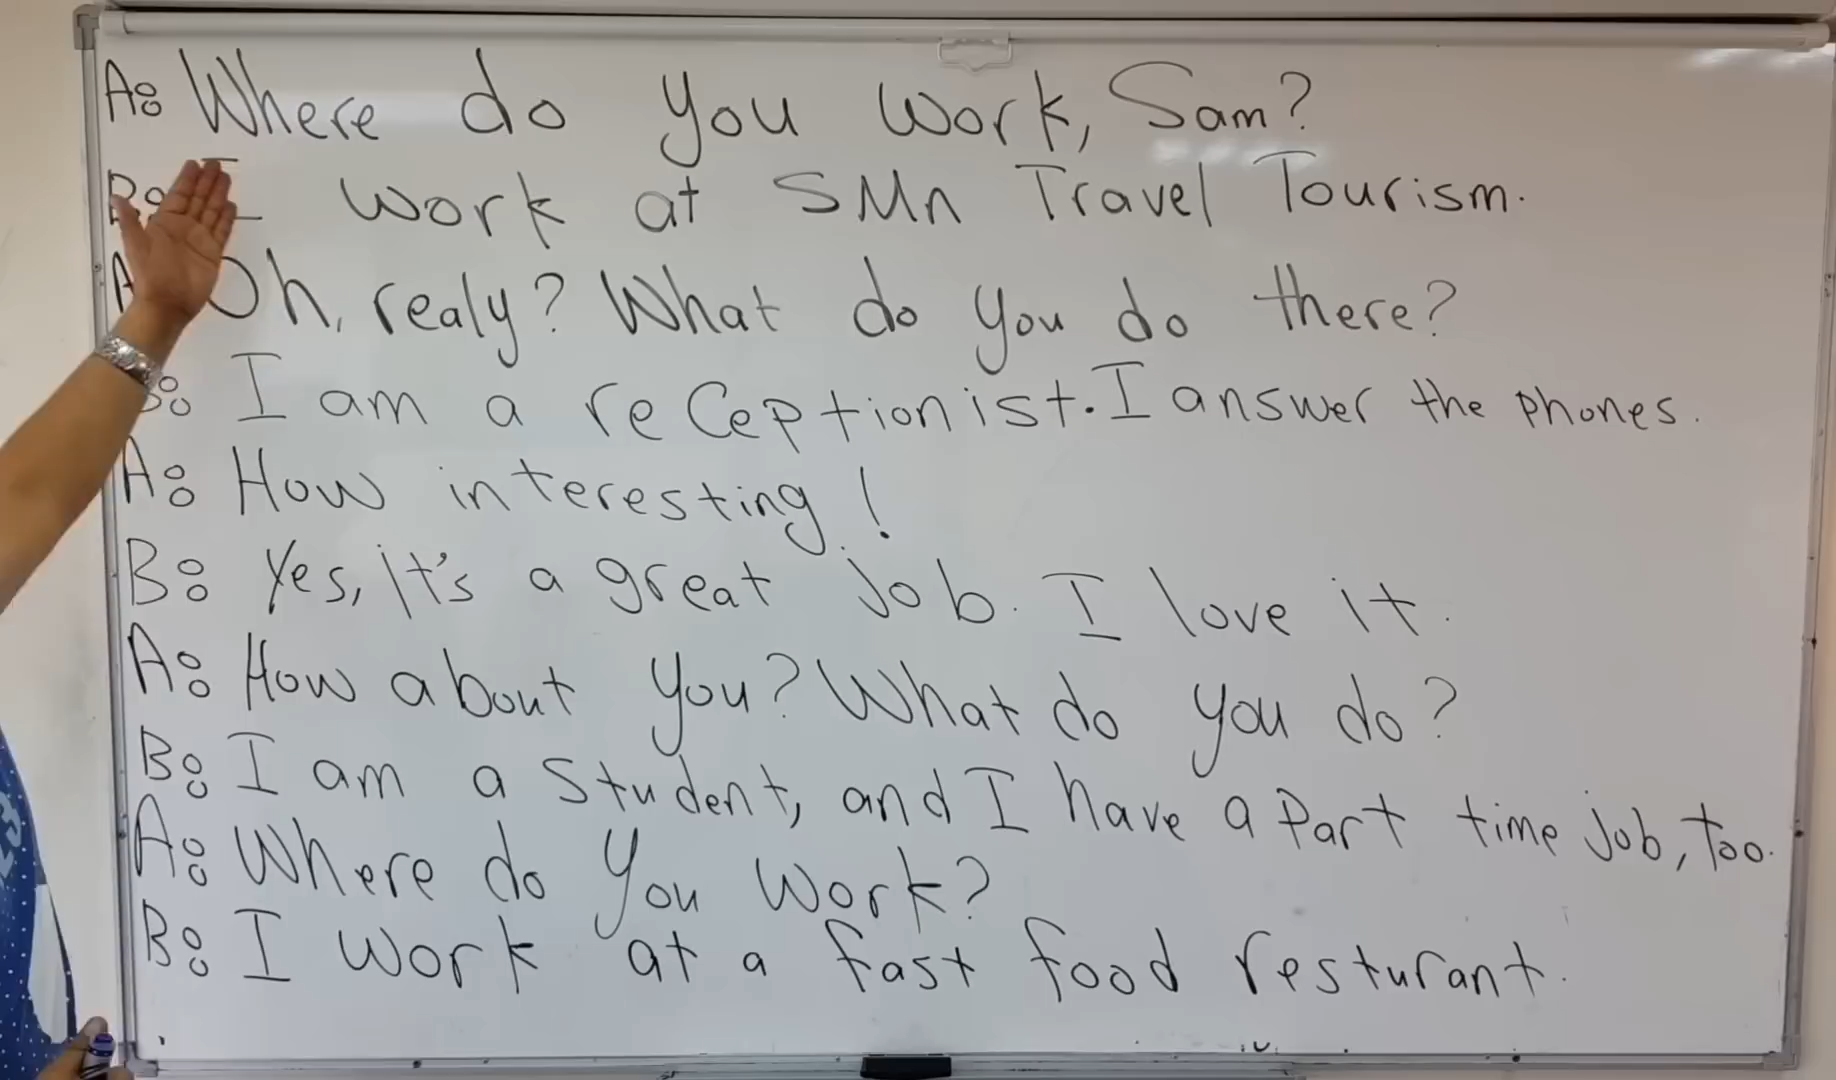 A: Where do you work, Sam?
B: I work at SMn Travel Tourism.
A Oh, realy? What do you do there?
B: I am a receptionist. I answer the phones.
A: How interesting!
B: Yes, it's a great job. I love it.
A: How about you? What do you do?
B: I am a student, and I have a part time job, too.
A: Where do you work?
B: I work at a fast food resturant.